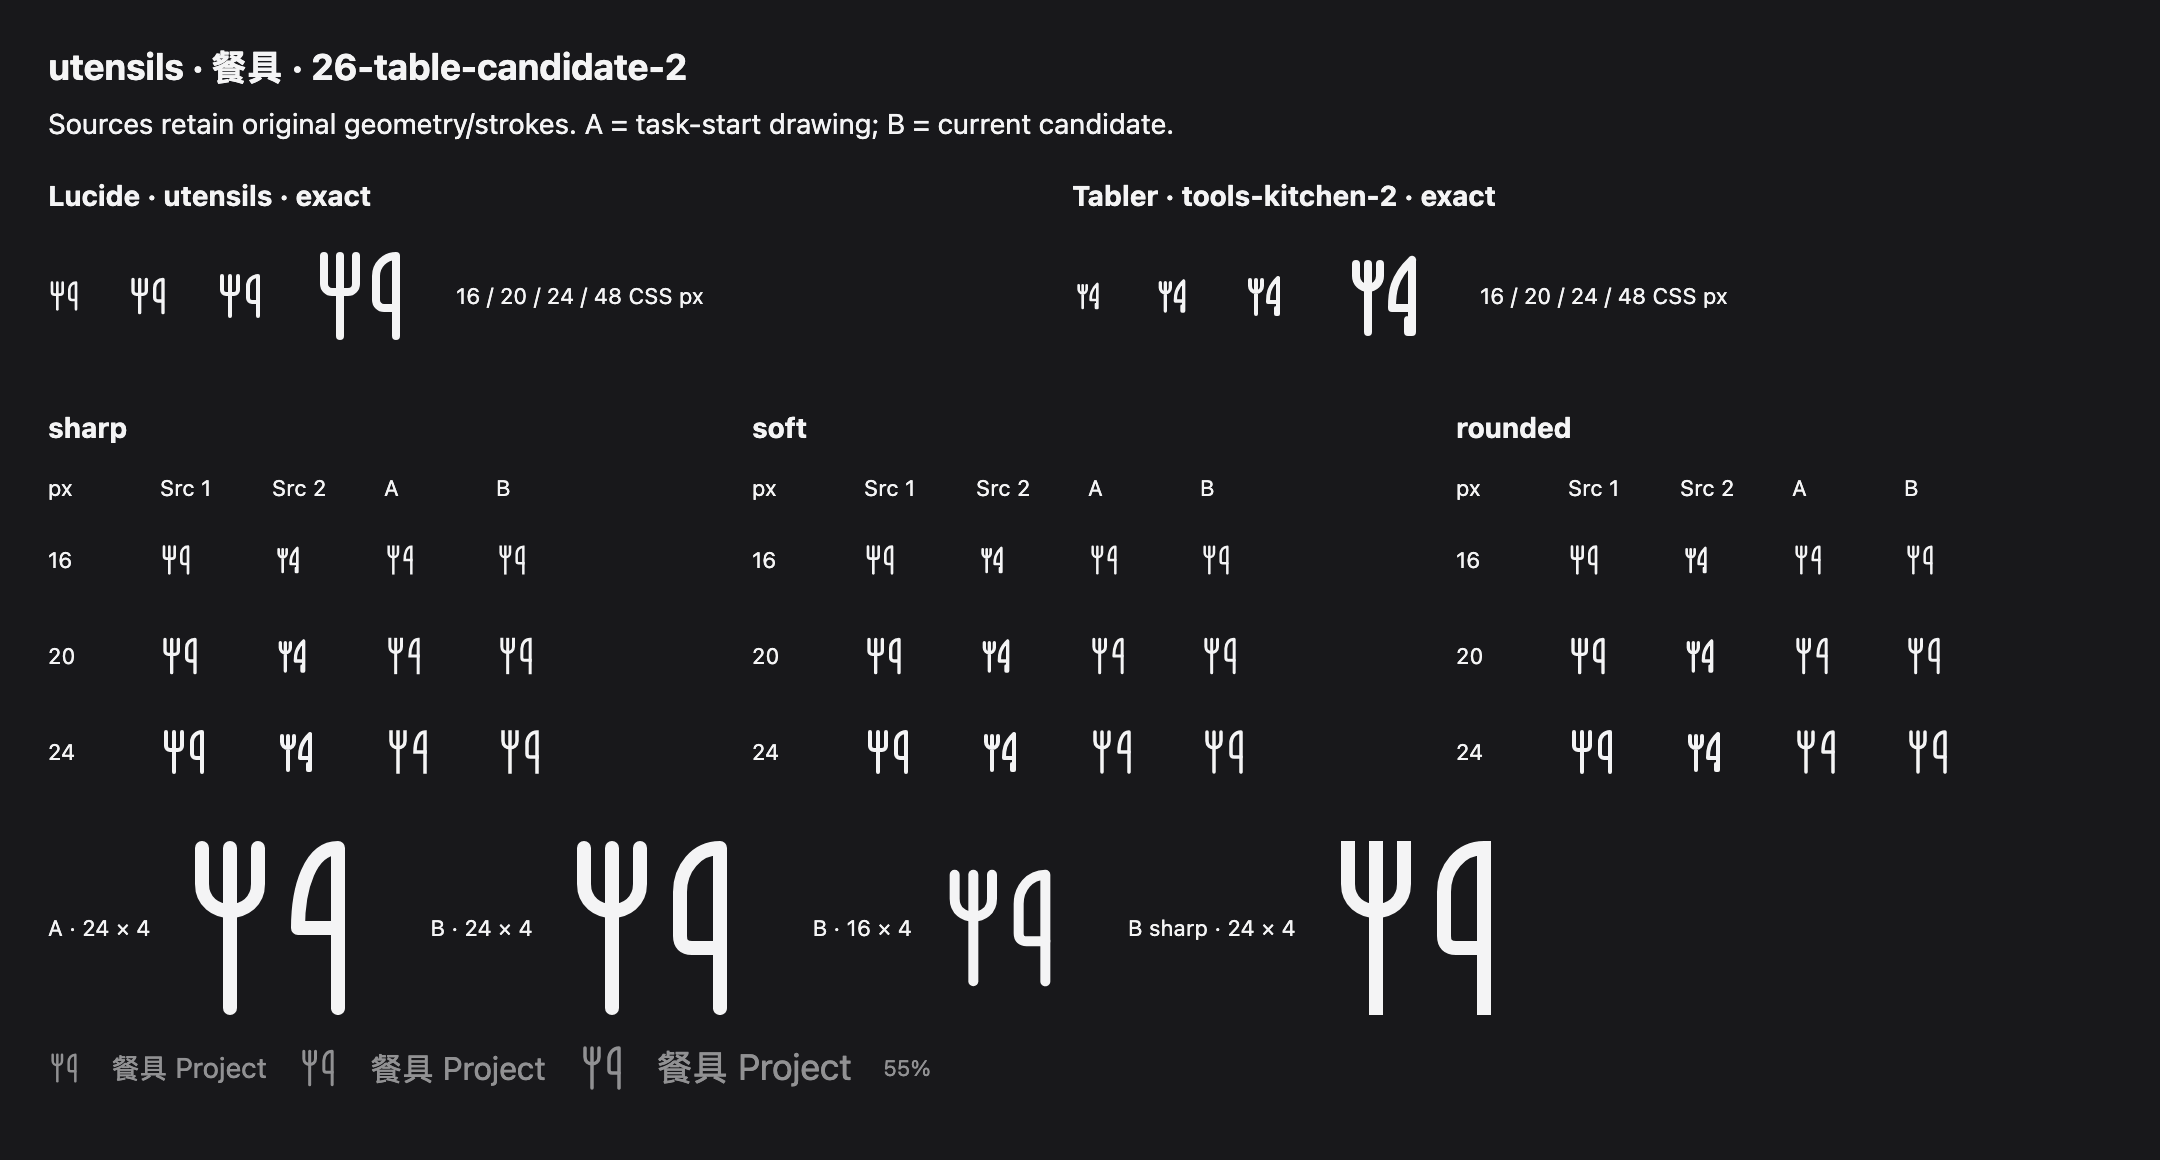 utensils · 餐具 · 26-table-candidate-2
Sources retain original geometry/strokes. A = task-start drawing; B = current candidate.
Lucide · utensils · exact
16 / 20 / 24 / 48 CSS px
Tabler · tools-kitchen-2 · exact
16 / 20 / 24 / 48 CSS px
sharp
px Src 1 Src 2 A B
16
20
24
soft
px Src 1 Src 2 A B
16
20
24
rounded
px Src 1 Src 2 A B
16
20
24
A · 24 × 4
B · 24 × 4
B · 16 × 4
B sharp · 24 × 4
餐具 Project 餐具 Project 餐具 Project 55%